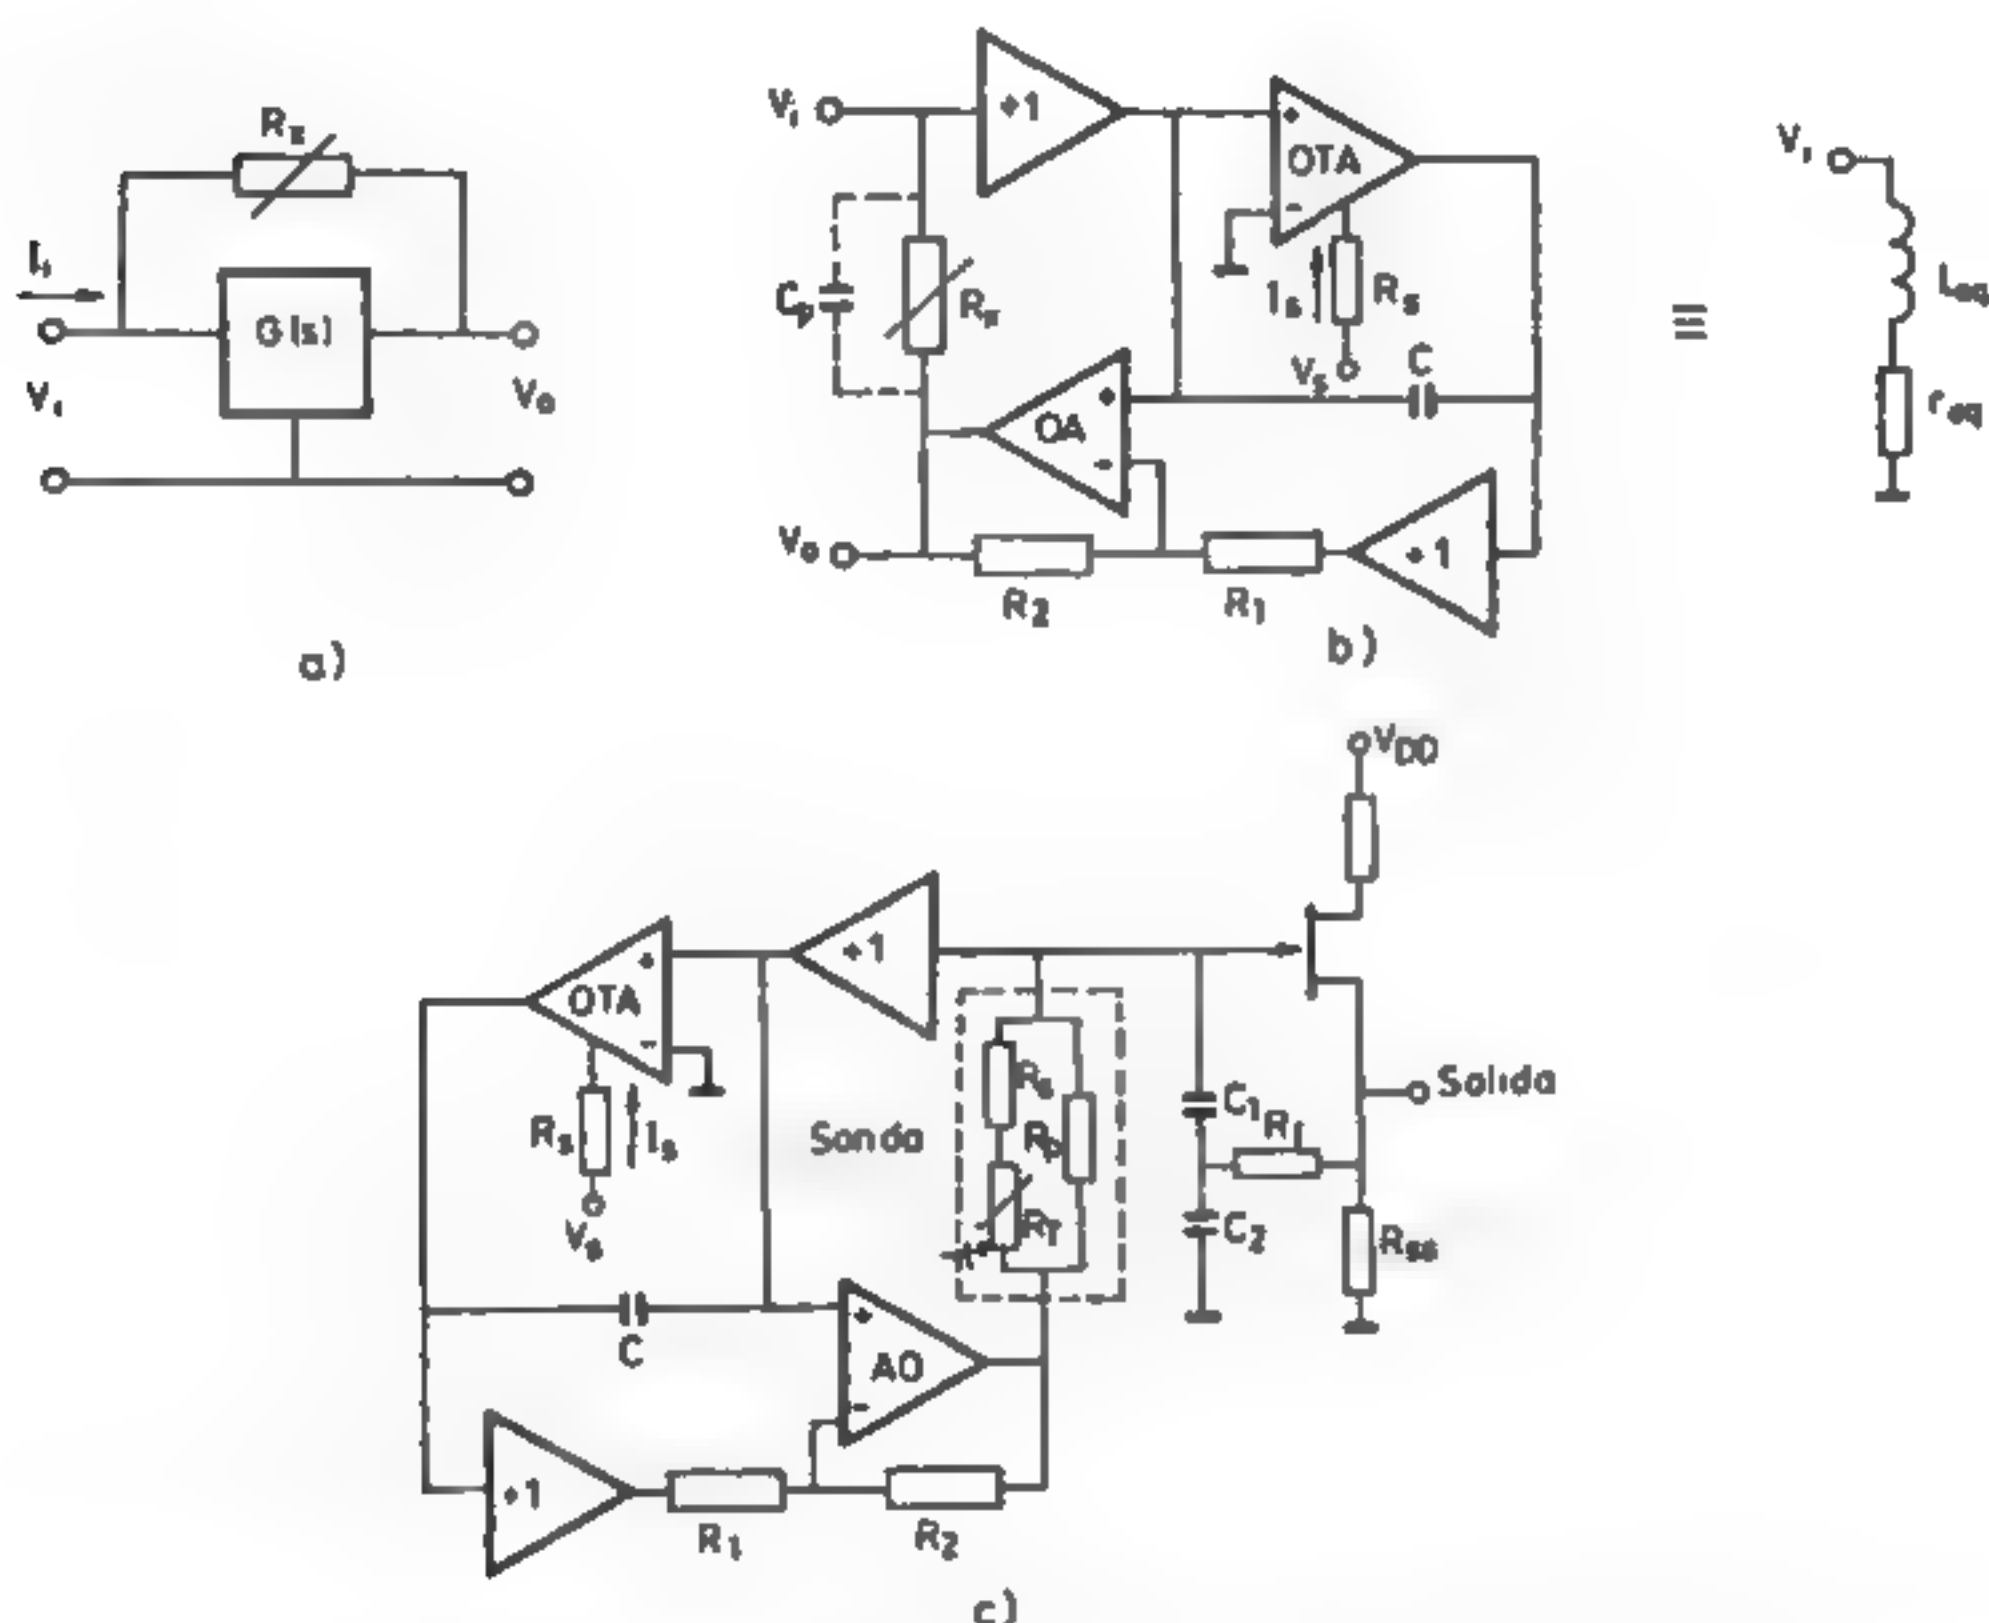 Rx
Ii
G(s)
Vi
Vo
a)
Vi
+1
+
OTA
-
Cp
Rx
Is
Rs
Vs
C
+
OA
-
Vo
R2
R1
+1
b)
≡
Vi
Leq
req
VDD
+
OTA
-
+1
Rs
Is
Vs
Sonda
Rs
Rp
RT
C1
Rf
Salida
C2
Rss
C
+
AO
-
+1
R1
R2
c)